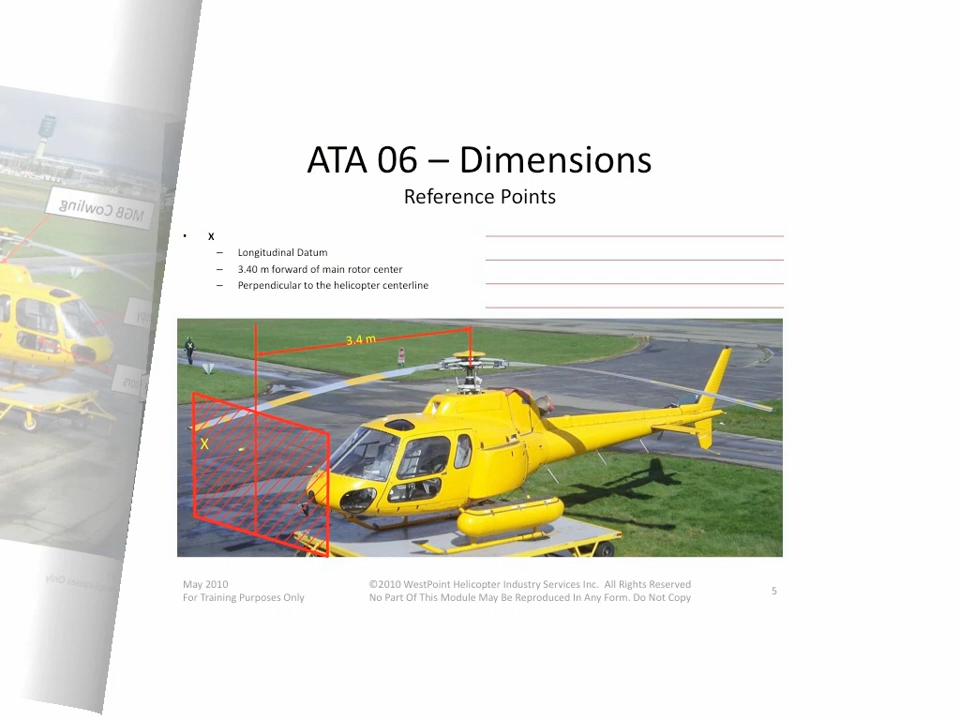 MGB Cowling
ATA 06 – Dimensions
Reference Points
• X
– Longitudinal Datum
– 3.40 m forward of main rotor center
– Perpendicular to the helicopter centerline
3.4 m
X
May 2010
For Training Purposes Only
©2010 WestPoint Helicopter Industry Services Inc. All Rights Reserved
No Part Of This Module May Be Reproduced In Any Form. Do Not Copy
5